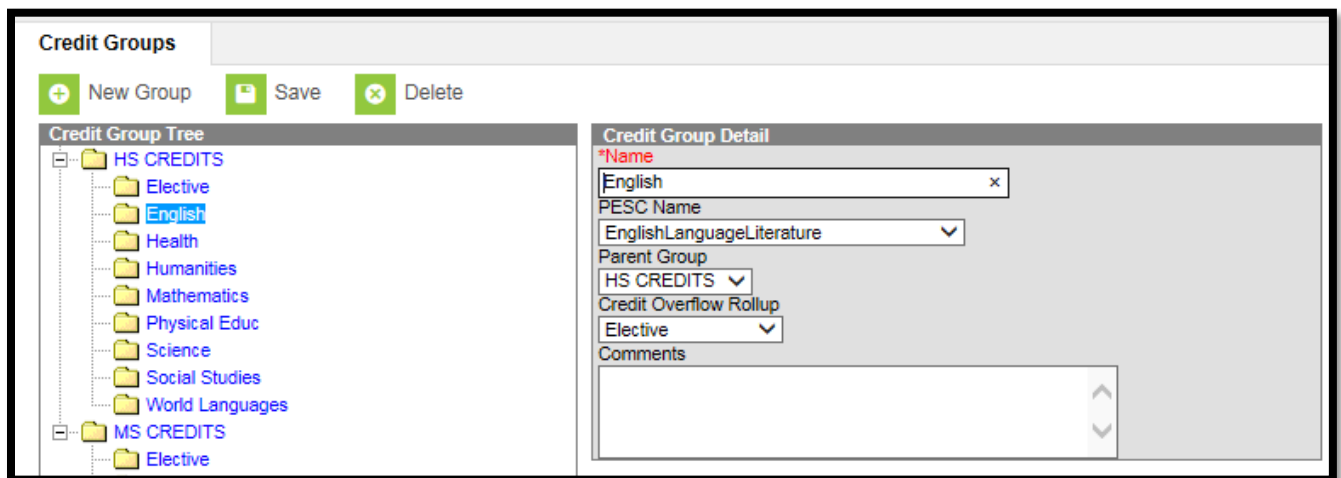 Credit Groups
New Group Save Delete
Credit Group Tree
HS CREDITS
Elective
English
Health
Humanities
Mathematics
Physical Educ
Science
Social Studies
World Languages
MS CREDITS
Elective
Credit Group Detail
*Name
English
PESC Name
EnglishLanguageLiterature
Parent Group
HS CREDITS
Credit Overflow Rollup
Elective
Comments